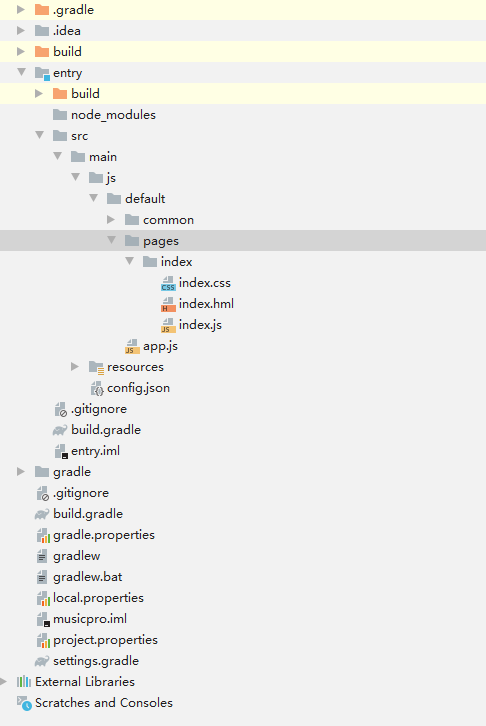 .gradle
.idea
build
entry
build
node_modules
src
main
js
default
common
pages
index
index.css
index.hml
index.js
app.js
resources
config.json
.gitignore
build.gradle
entry.iml
gradle
.gitignore
build.gradle
gradle.properties
gradlew
gradlew.bat
local.properties
musicpro.iml
project.properties
settings.gradle
External Libraries
Scratches and Consoles